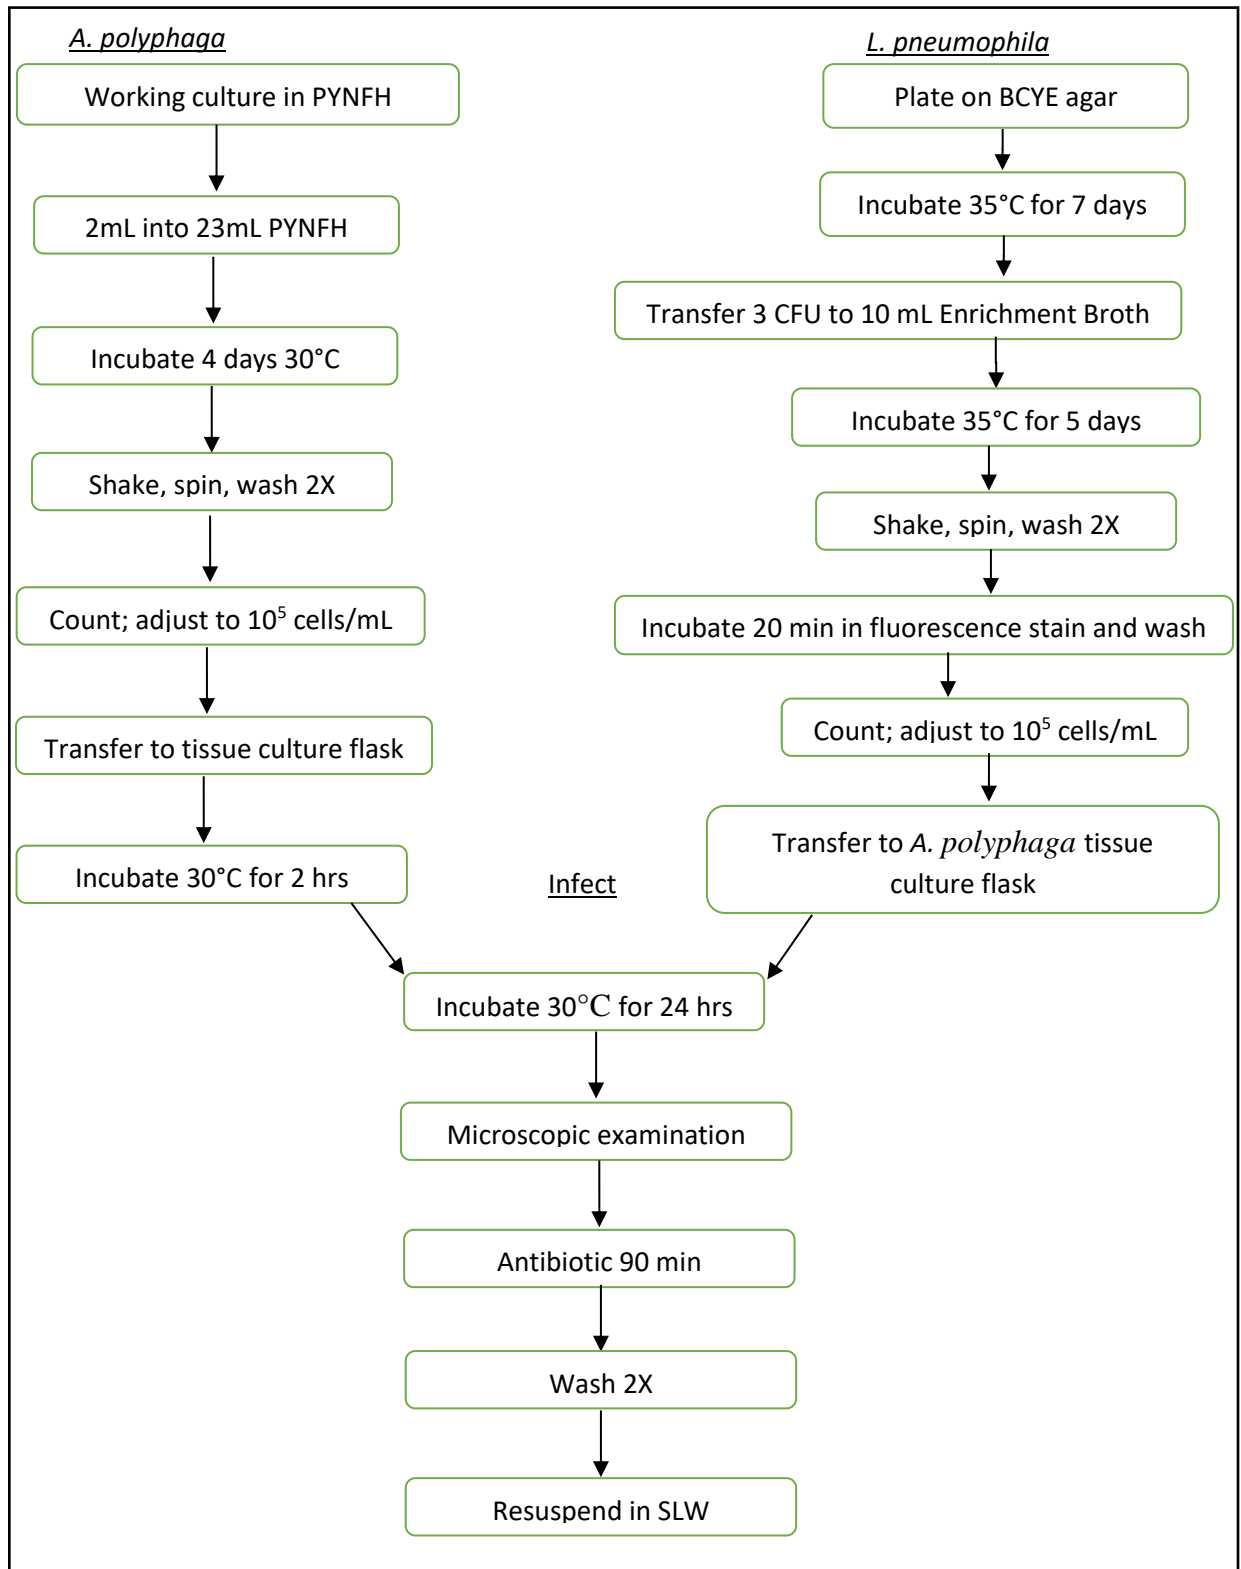 A. polyphaga
Working culture in PYNFH
2mL into 23mL PYNFH
Incubate 4 days 30°C
Shake, spin, wash 2X
Count; adjust to 10⁵ cells/mL
Transfer to tissue culture flask
Incubate 30°C for 2 hrs
L. pneumophila
Plate on BCYE agar
Incubate 35°C for 7 days
Transfer 3 CFU to 10 mL Enrichment Broth
Incubate 35°C for 5 days
Shake, spin, wash 2X
Incubate 20 min in fluorescence stain and wash
Count; adjust to 10⁵ cells/mL
Transfer to A. polyphaga tissue
culture flask
Infect
Incubate 30°C for 24 hrs
Microscopic examination
Antibiotic 90 min
Wash 2X
Resuspend in SLW